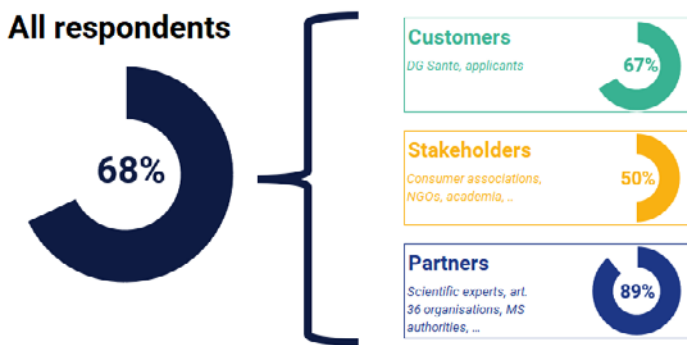 All respondents
68%
Customers
DG Sante, applicants
67%
Stakeholders
Consumer associations,
NGOs, academia, ..
50%
Partners
Scientific experts, art.
36 organisations, MS
authorities, ...
89%